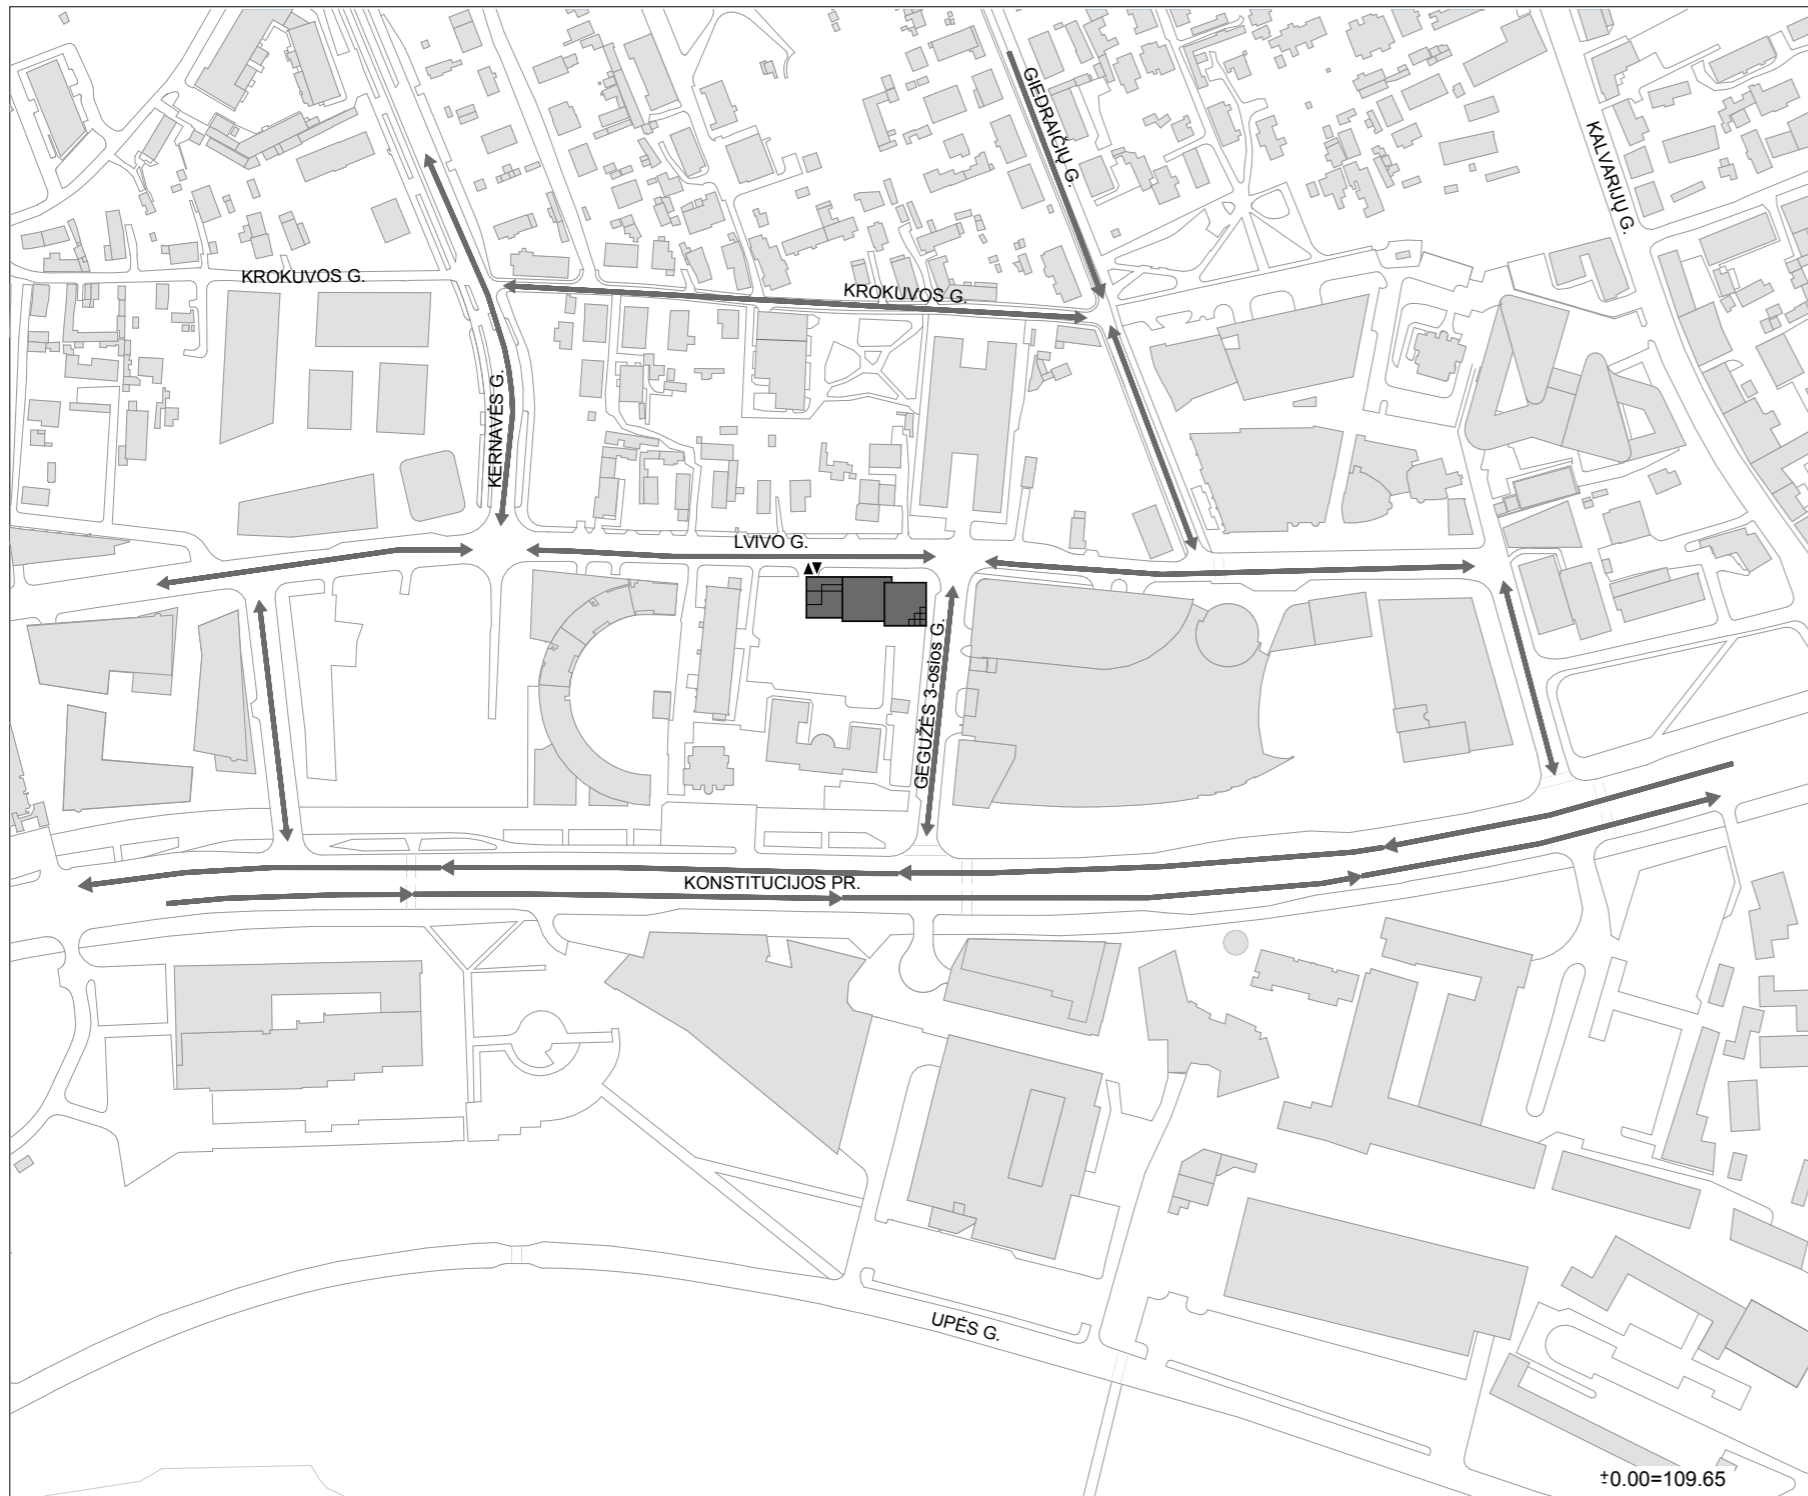 GIEDRAIČIŲ G.
KALVARIJŲ G.
KROKUVOS G.
KROKUVOS G.
KERNAVĖS G.
LVIVO G.
GEGUŽĖS 3-osios G.
KONSTITUCIJOS PR.
UPĖS G.
±0.00=109.65